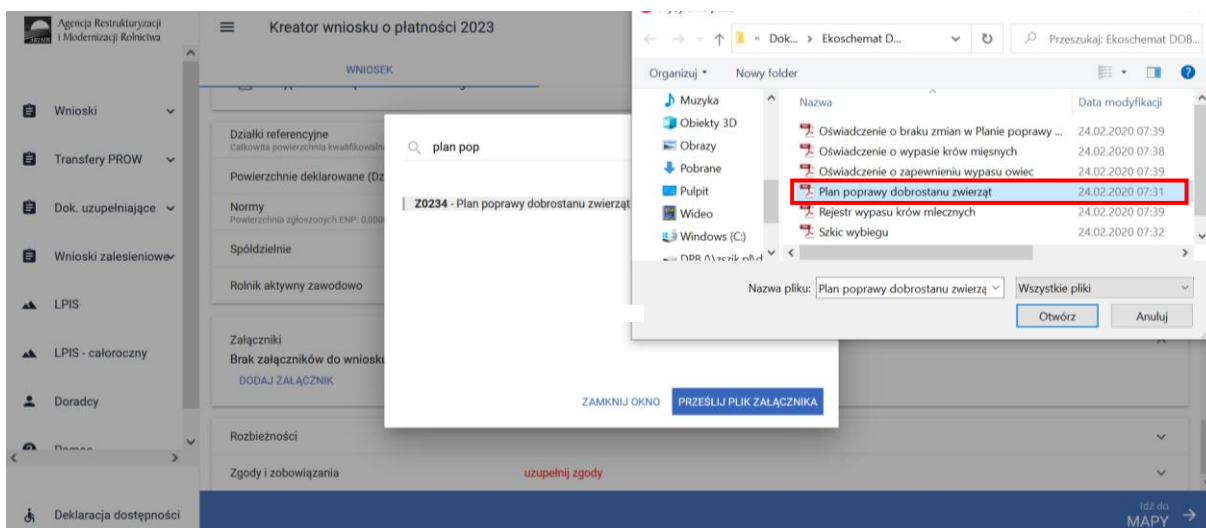 Agencja Restrukturyzacji
i Modernizacji Rolnictwa
Wnioski
Transfery PROW
Dok. uzupełniające
Wnioski zalesieniowe
LPIS
LPIS - całoroczny
Doradcy
Pomoc
Deklaracja dostępności
Kreator wniosku o płatności 2023
WNIOSEK
Działki referencyjne
Całkowita powierzchnia kwalifikowaln
Powierzchnie deklarowane (Dz
Normy
Powierzchnia zgłoszonych ENP: 0,000
Spółdzielnie
Rolnik aktywny zawodowo
Załączniki
Brak załączników do wniosku
DODAJ ZAŁĄCZNIK
Rozbieżności
Zgody i zobowiązania uzupełnij zgody
Idź do
MAPY
plan pop
Z0234 - Plan poprawy dobrostanu zwierząt
ZAMKNIJ OKNO PRZEŚLIJ PLIK ZAŁĄCZNIKA
« Dok... > Ekoschemat D...
Przeszukaj: Ekoschemat DOB...
Organizuj Nowy folder
Muzyka
Obiekty 3D
Obrazy
Pobrane
Pulpit
Wideo
Windows (C:)
Nazwa Data modyfikacji
Oświadczenie o braku zmian w Planie poprawy ... 24.02.2020 07:39
Oświadczenie o wypasie krów mięsnych 24.02.2020 07:38
Oświadczenie o zapewnieniu wypasu owiec 24.02.2020 07:39
Plan poprawy dobrostanu zwierząt 24.02.2020 07:31
Rejestr wypasu krów mlecznych 24.02.2020 07:39
Szkic wybiegu 24.02.2020 07:32
Nazwa pliku: Plan poprawy dobrostanu zwierzą Wszystkie pliki
Otwórz Anuluj